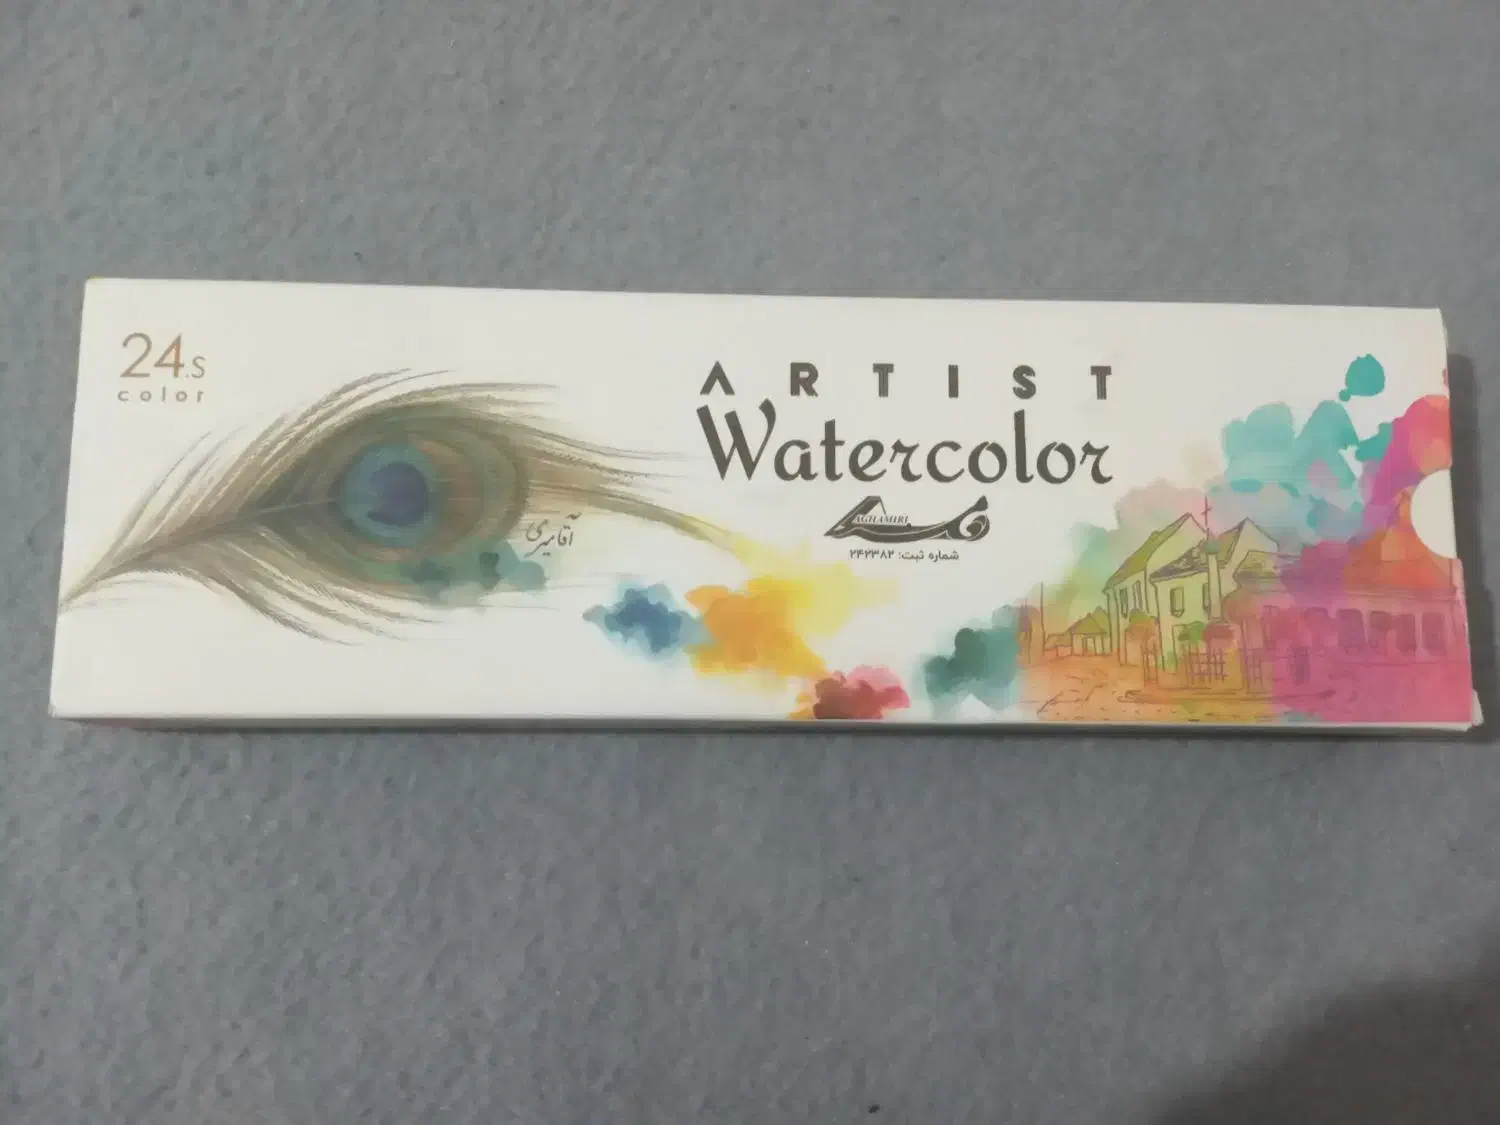 24.s
color
ARTIST
Watercolor
AGHAMIRI
شماره ثبت: ۲۴۲۳۸۲
آقامیری